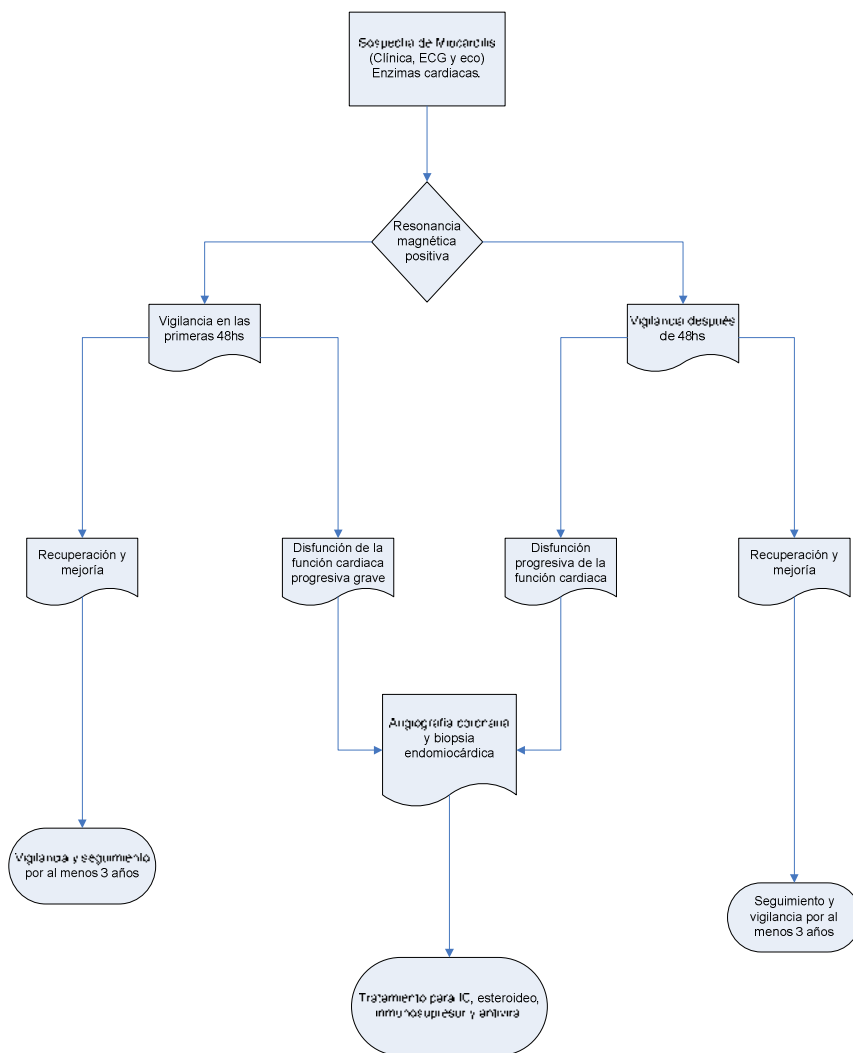 Sospecha de Miocarditis
(Clínica, ECG y eco)
Enzimas cardiacas.
Resonancia
magnética
positiva
Vigilancia en las
primeras 48hs
Vigilancia después
de 48hs
Recuperación y
mejoría
Disfunción de la
función cardiaca
progresiva grave
Disfunción
progresiva de la
función cardiaca
Recuperación y
mejoría
Angiografía coronaria
y biopsia
endomiocárdica
Vigilancia y seguimiento
por al menos 3 años
Seguimiento y
vigilancia por al
menos 3 años
Tratamiento para IC, esteroideo,
inmunosupresor y antiviral